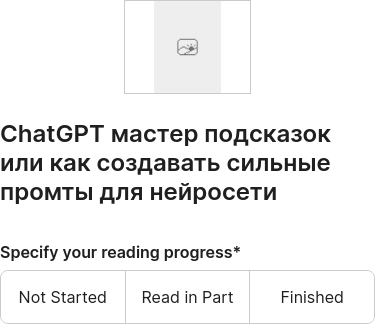 ChatGPT мастер подсказок
или как создавать сильные
промты для нейросети
Specify your reading progress*
Not Started
Read in Part
Finished